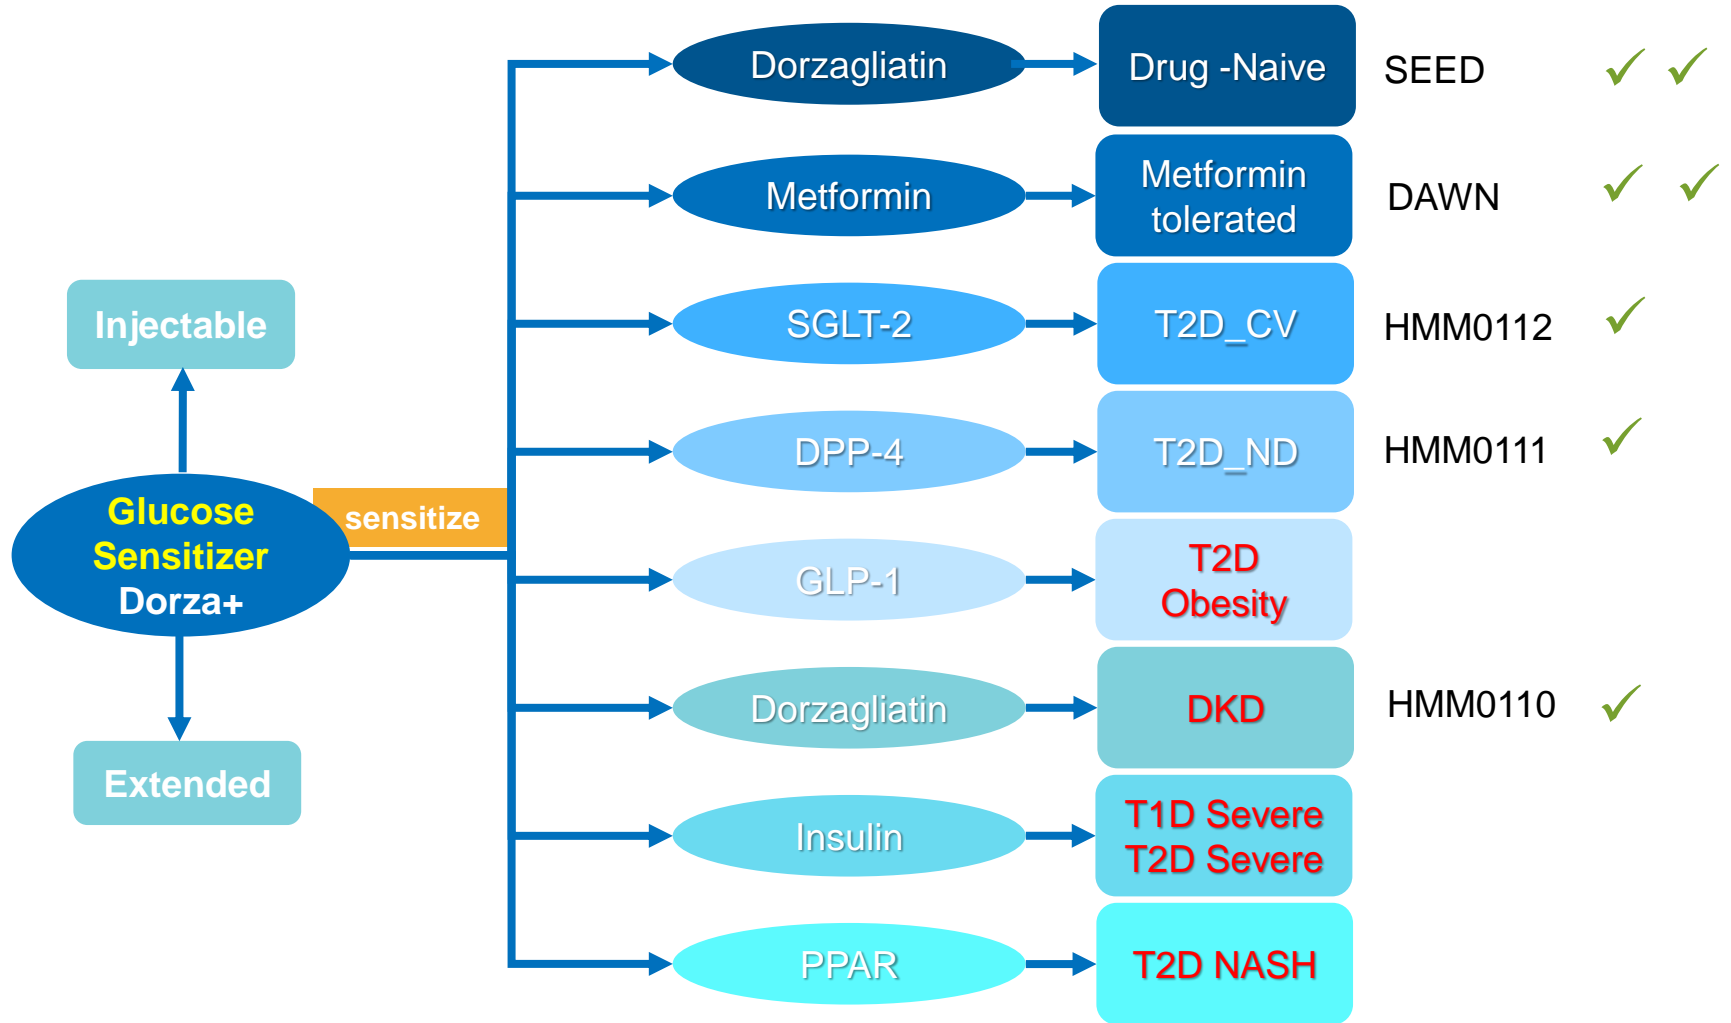 Dorzagliatin
Drug -Naive
SEED
Metformin
Metformin
tolerated
DAWN
Injectable
SGLT-2
T2D_CV
HMM0112
DPP-4
T2D_ND
HMM0111
Glucose
Sensitizer
Dorza+
sensitize
GLP-1
T2D
Obesity
Dorzagliatin
DKD
HMM0110
Extended
Insulin
T1D Severe
T2D Severe
PPAR
T2D NASH